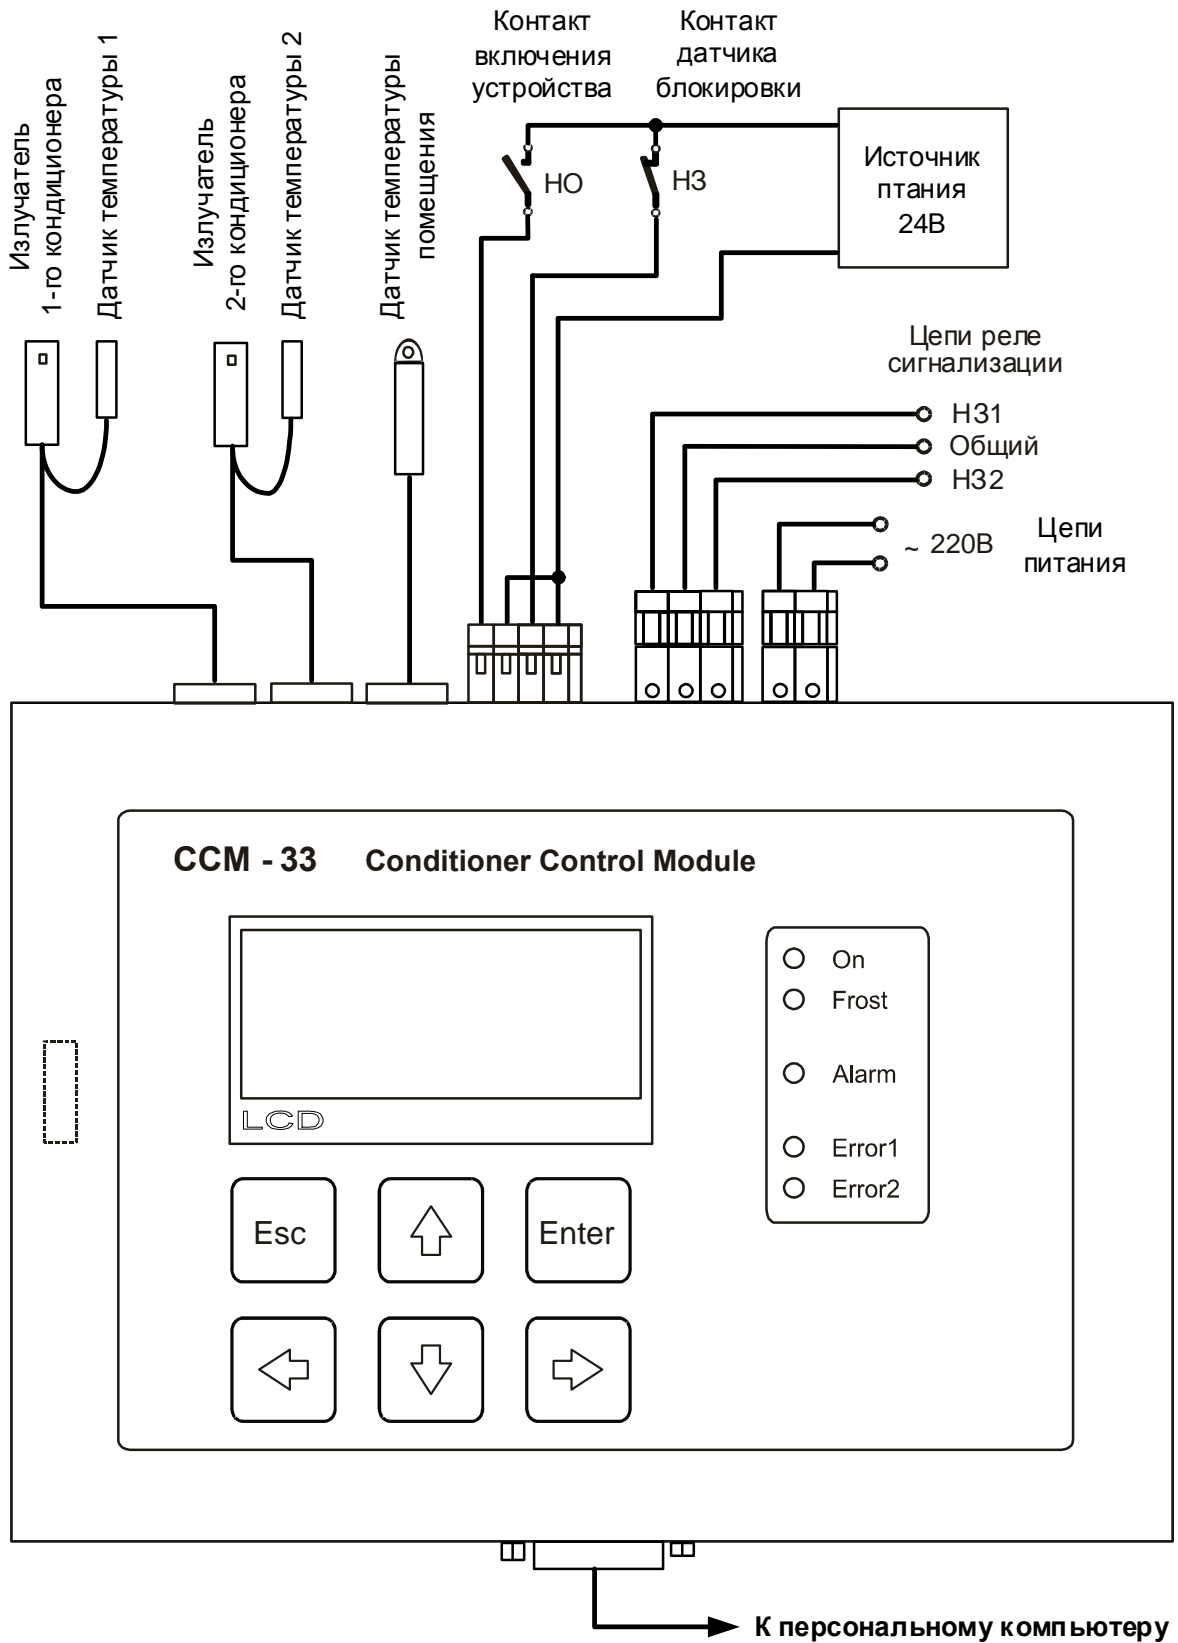 Излучатель
1-го кондиционера
Датчик температуры 1
Излучатель
2-го кондиционера
Датчик температуры 2
Датчик температуры
помещения
Контакт
включения
устройства
Контакт
датчика
блокировки
НО
НЗ
Источник
птания
24В
Цепи реле
сигнализации
НЗ1
Общий
НЗ2
~ 220В
Цепи
питания
CCM - 33 Conditioner Control Module
LCD
On
Frost
Alarm
Error1
Error2
Esc
Enter
К персональному компьютеру